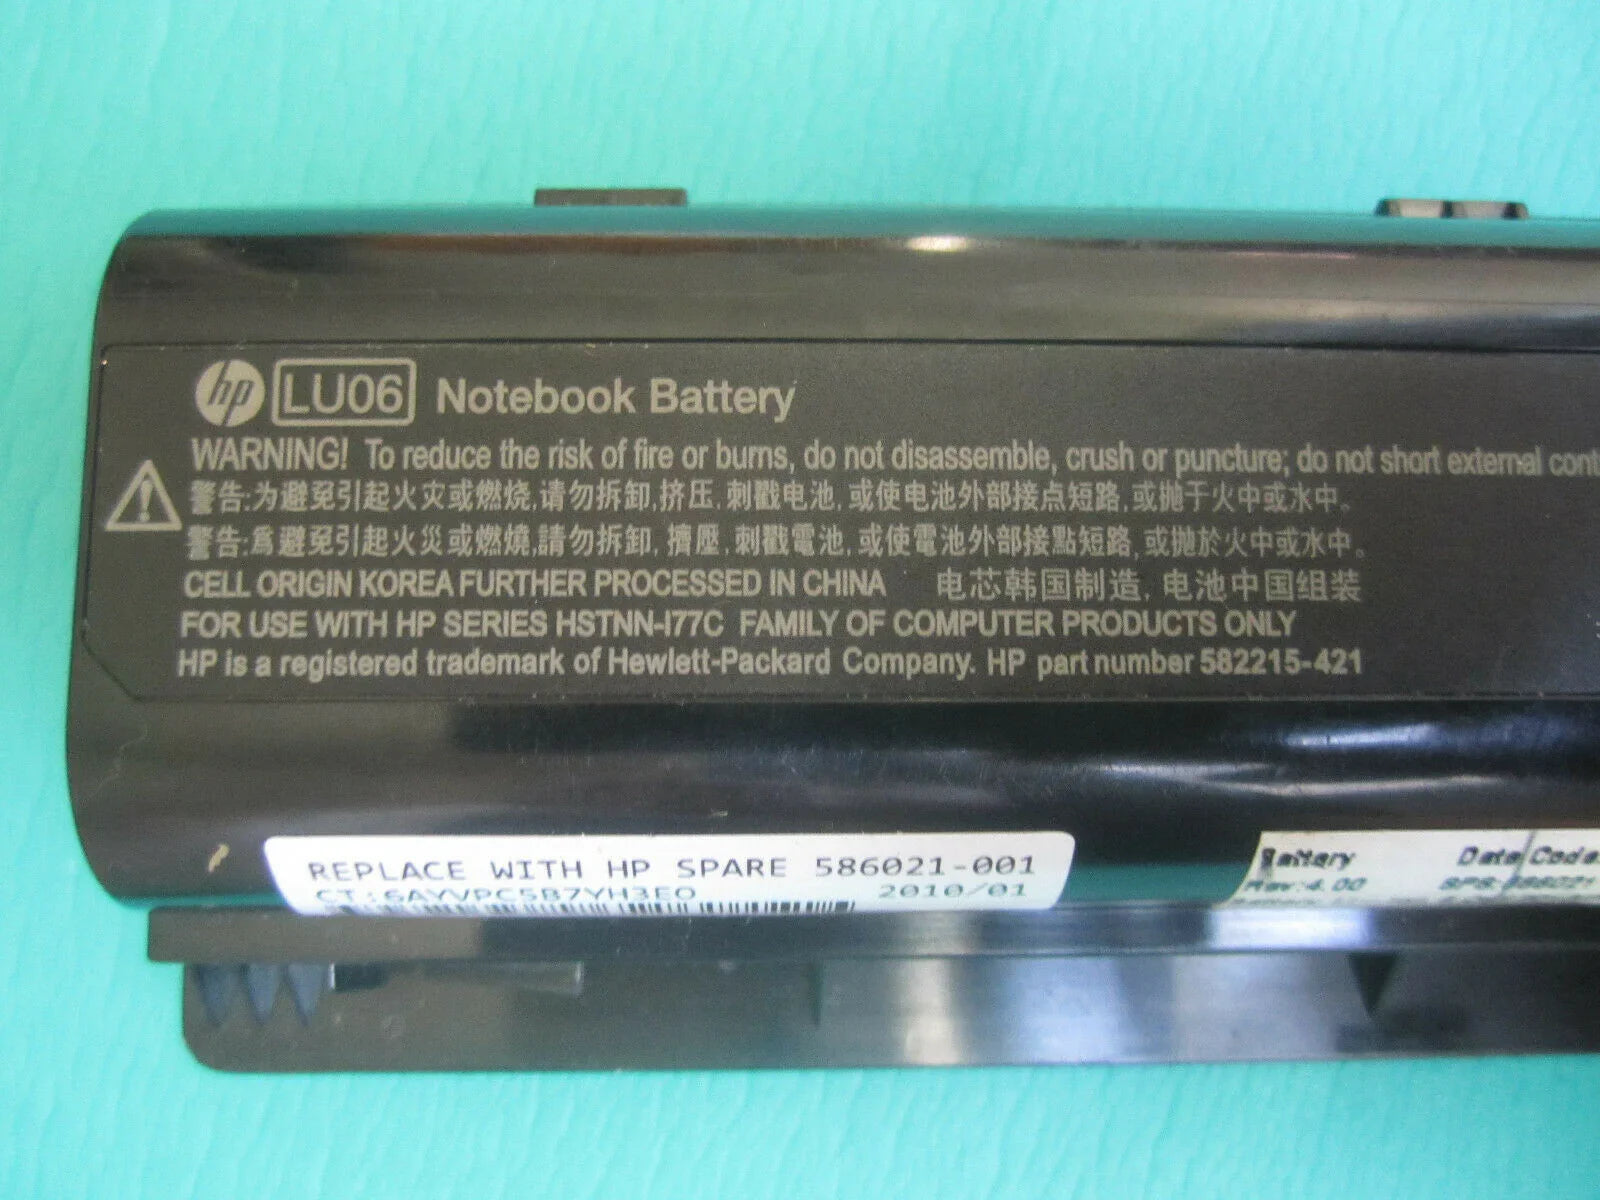 hp LU06 Notebook Battery
WARNING! To reduce the risk of fire or burns, do not disassemble, crush or puncture; do not short external cont
警告:为避免引起火灾或燃烧,请勿拆卸,挤压,刺戳电池,或使电池外部接点短路,或抛于火中或水中。
警告:爲避免引起火災或燃燒,請勿拆卸,擠壓,刺戳電池,或使電池外部接點短路,或拋於火中或水中。
CELL ORIGIN KOREA FURTHER PROCESSED IN CHINA 电芯韩国制造, 电池中国组装
FOR USE WITH HP SERIES HSTNN-I77C FAMILY OF COMPUTER PRODUCTS ONLY
HP is a registered trademark of Hewlett-Packard Company. HP part number 582215-421
REPLACE WITH HP SPARE 586021-001
CT:6AYVPC5B7YH3EO 2010/01
Battery Date Code:
Rev:4.00 SPS:586021